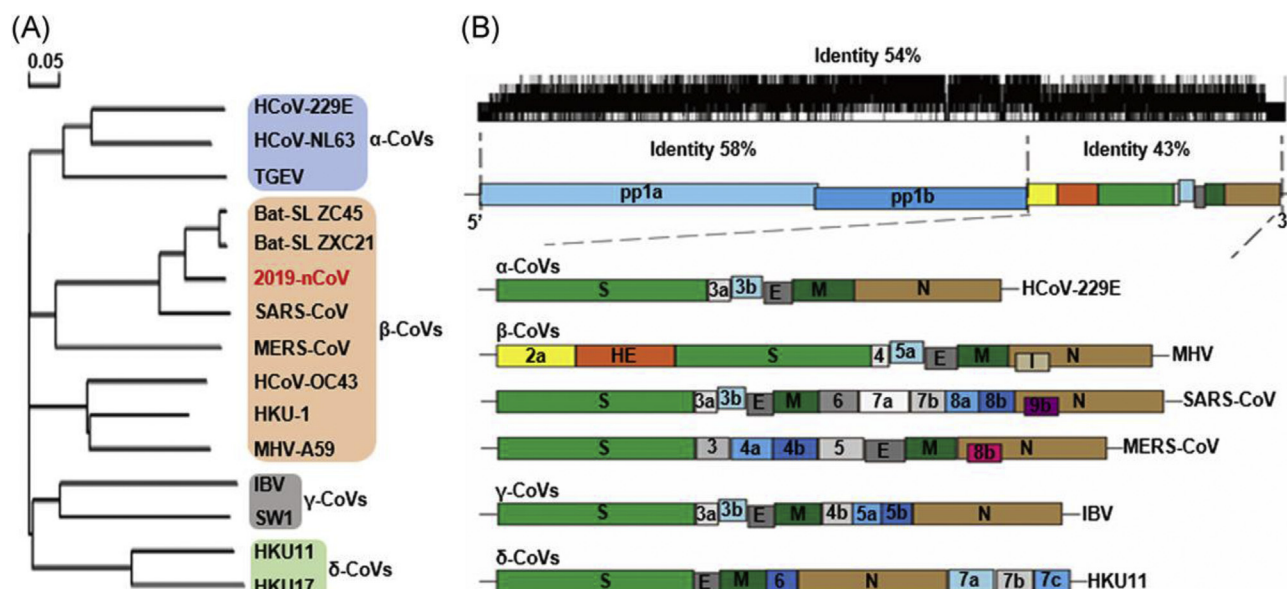 (A)
0.05
HCoV-229E
HCoV-NL63
TGEV
α-CoVs
Bat-SL ZC45
Bat-SL ZXC21
2019-nCoV
SARS-CoV
MERS-CoV
HCoV-OC43
HKU-1
MHV-A59
β-CoVs
IBV
SW1
γ-CoVs
HKU11
HKU17
δ-CoVs
(B)
Identity 54%
Identity 58% Identity 43%
pp1a pp1b
5' 3
α-CoVs
S 3a 3b E M N HCoV-229E
β-CoVs
2a HE S 4 5a E M I N MHV
S 3a 3b E M 6 7a 7b 8a 8b 9b N SARS-CoV
S 3 4a 4b 5 E M 8b N MERS-CoV
γ-CoVs
S 3a 3b E M 4b 5a 5b N IBV
δ-CoVs
S E M 6 N 7a 7b 7c HKU11